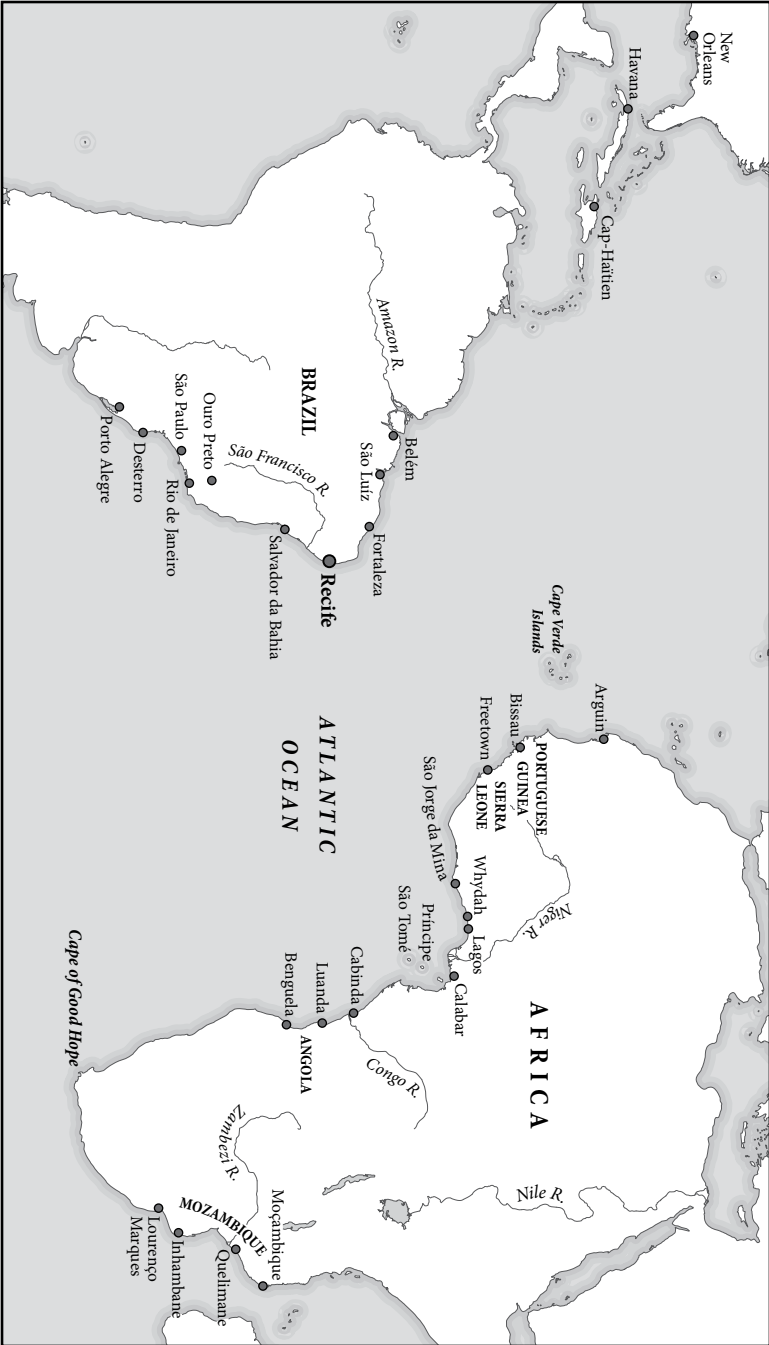 New
Orleans
Havana
Cap-Haïtien
Amazon R.
BRAZIL
Belém
São Luíz
Fortaleza
São Francisco R.
Recife
Ouro Preto
São Paulo
Salvador da Bahia
Rio de Janeiro
Desterro
Porto Alegre
Cape Verde
Islands
ATLANTIC
OCEAN
Arguin
Bissau
PORTUGUESE
GUINEA
Freetown
SIERRA
LEONE
São Jorge da Mina
Niger R.
Whydah
Lagos
Calabar
Príncipe
São Tomé
AFRICA
Nile R.
Cabinda
Congo R.
Luanda
Benguela
ANGOLA
Zambezi R.
Moçambique
MOZAMBIQUE
Quelimane
Inhambane
Lourenço
Marques
Cape of Good Hope